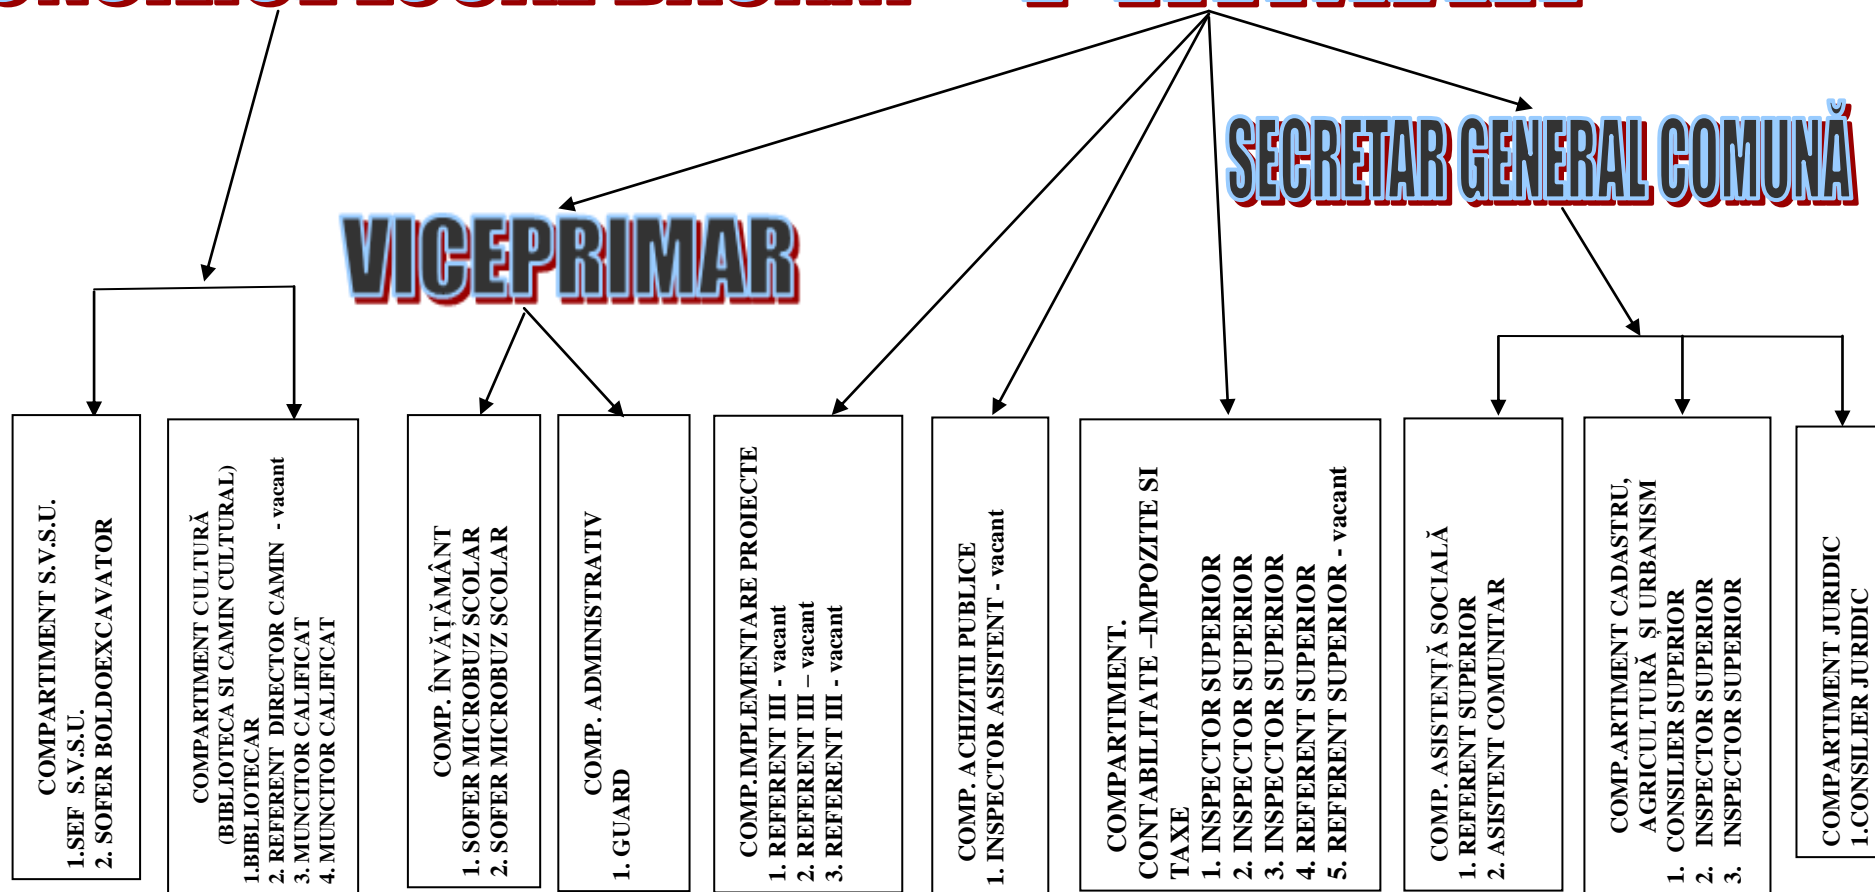 SECRETAR GENERAL COMUNĂ
VICEPRIMAR
COMPARTIMENT S.V.S.U.
1.SEF S.V.S.U.
2. SOFER BOLDOEXCAVATOR
COMPARTIMENT CULTURĂ
(BIBLIOTECA SI CAMIN CULTURAL)
1.BIBLIOTECAR
2. REFERENT DIRECTOR CAMIN - vacant
3. MUNCITOR CALIFICAT
4. MUNCITOR CALIFICAT
COMP. ÎNVĂȚĂMÂNT
1. SOFER MICROBUZ SCOLAR
2. SOFER MICROBUZ SCOLAR
COMP. ADMINISTRATIV
1. GUARD
COMP.IMPLEMENTARE PROIECTE
1. REFERENT III - vacant
2. REFERENT III – vacant
3. REFERENT III - vacant
COMP. ACHIZITII PUBLICE
1. INSPECTOR ASISTENT - vacant
COMPARTIMENT.
CONTABILITATE –IMPOZITE SI
TAXE
1. INSPECTOR SUPERIOR
2. INSPECTOR SUPERIOR
3. INSPECTOR SUPERIOR
4. REFERENT SUPERIOR
5. REFERENT SUPERIOR - vacant
COMP. ASISTENȚĂ SOCIALĂ
1. REFERENT SUPERIOR
2. ASISTENT COMUNITAR
COMP.ARTIMENT CADASTRU,
AGRICULTURĂ ȘI URBANISM
1. CONSILIER SUPERIOR
2. INSPECTOR SUPERIOR
3. INSPECTOR SUPERIOR
COMPARTIMENT JURIDIC
1.CONSILIER JURIDIC